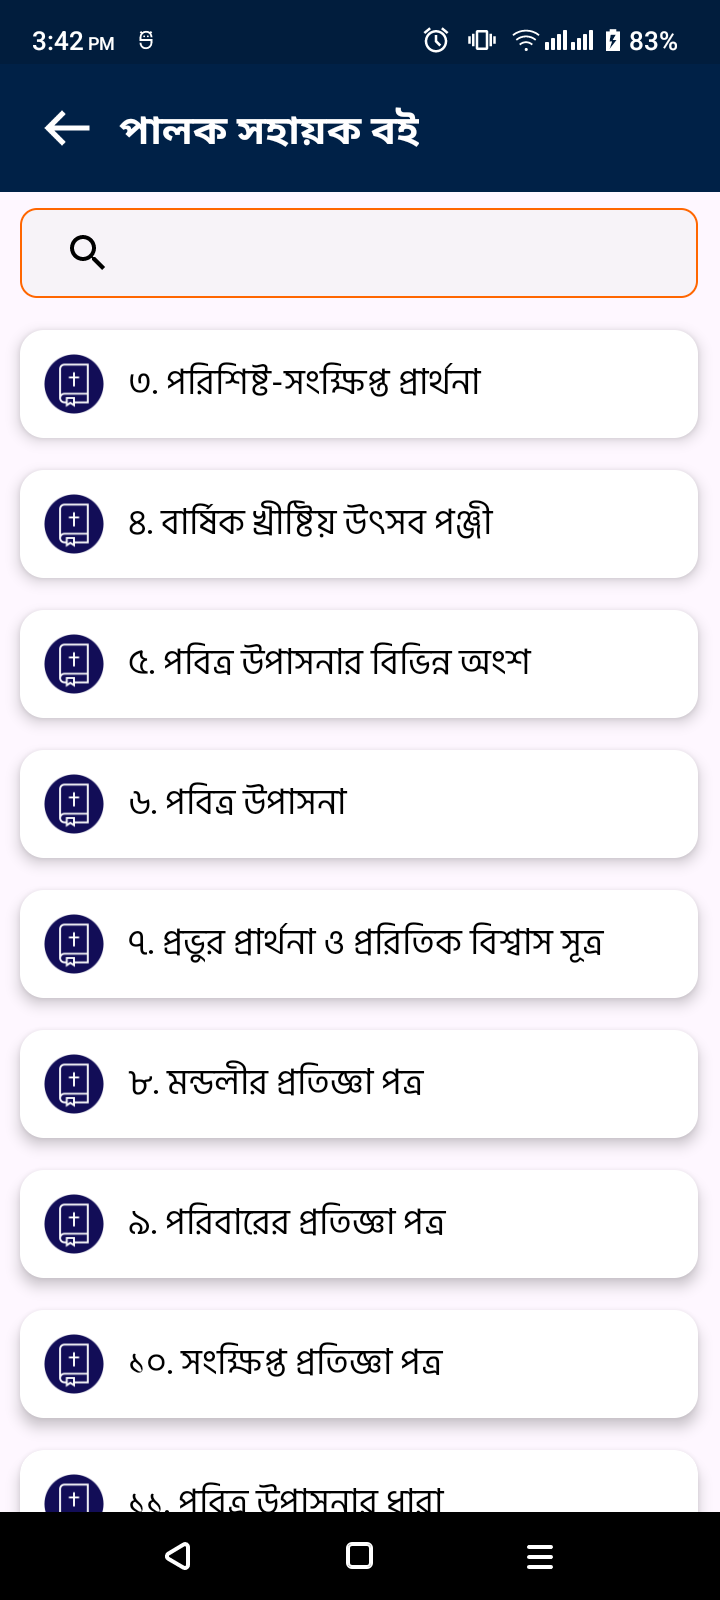 3:42 PM
83%
পালক সহায়ক বই
৩. পরিশিষ্ট-সংক্ষিপ্ত প্রার্থনা
৪. বার্ষিক খ্রীষ্টিয় উৎসব পঞ্জী
৫. পবিত্র উপাসনার বিভিন্ন অংশ
৬. পবিত্র উপাসনা
৭. প্রভুর প্রার্থনা ও প্ররিতিক বিশ্বাস সূত্র
৮. মন্ডলীর প্রতিজ্ঞা পত্র
৯. পরিবারের প্রতিজ্ঞা পত্র
১০. সংক্ষিপ্ত প্রতিজ্ঞা পত্র
১১. পবিত্র উপাসনার ধারা